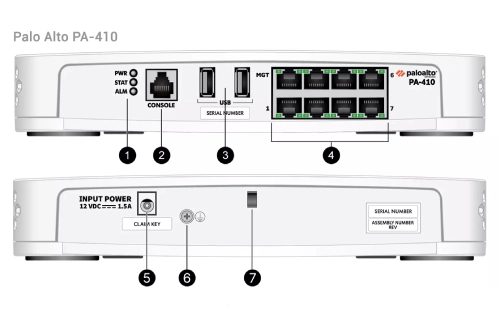 Palo Alto PA-410
PWR
STAT
ALM
CONSOLE
USB
SERIAL NUMBER
MGT
1
6
7
paloalto
PA-410
1
2
3
4
INPUT POWER
12 VDC ⎓ 1.5A
CLAIM KEY
SERIAL NUMBER
ASSEMBLY NUMBER
REV
5
6
7